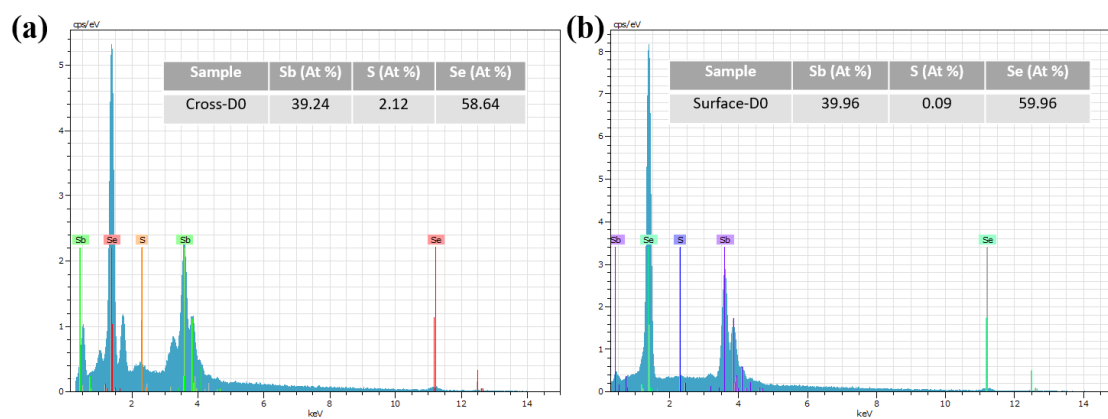 (a)
cps/eV
Sample Sb (At %) S (At %) Se (At %)
Cross-D0 39.24 2.12 58.64
5
4
3
2
1
0
Sb Se S Sb Se
2 4 6 8 10 12 14
keV
(b)
cps/eV
Sample Sb (At %) S (At %) Se (At %)
Surface-D0 39.96 0.09 59.96
8
7
6
5
4
3
2
1
0
Sb Se S Sb Se
2 4 6 8 10 12 14
keV